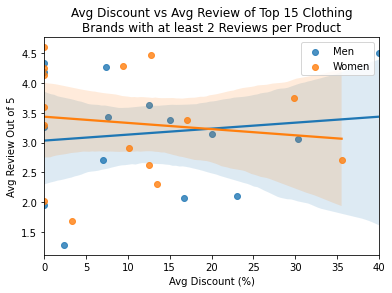 Avg Discount vs Avg Review of Top 15 Clothing
Brands with at least 2 Reviews per Product
Men
Women
Avg Review Out of 5
4.5
4.0
3.5
3.0
2.5
2.0
1.5
0
5
10
15
20
25
30
35
40
Avg Discount (%)